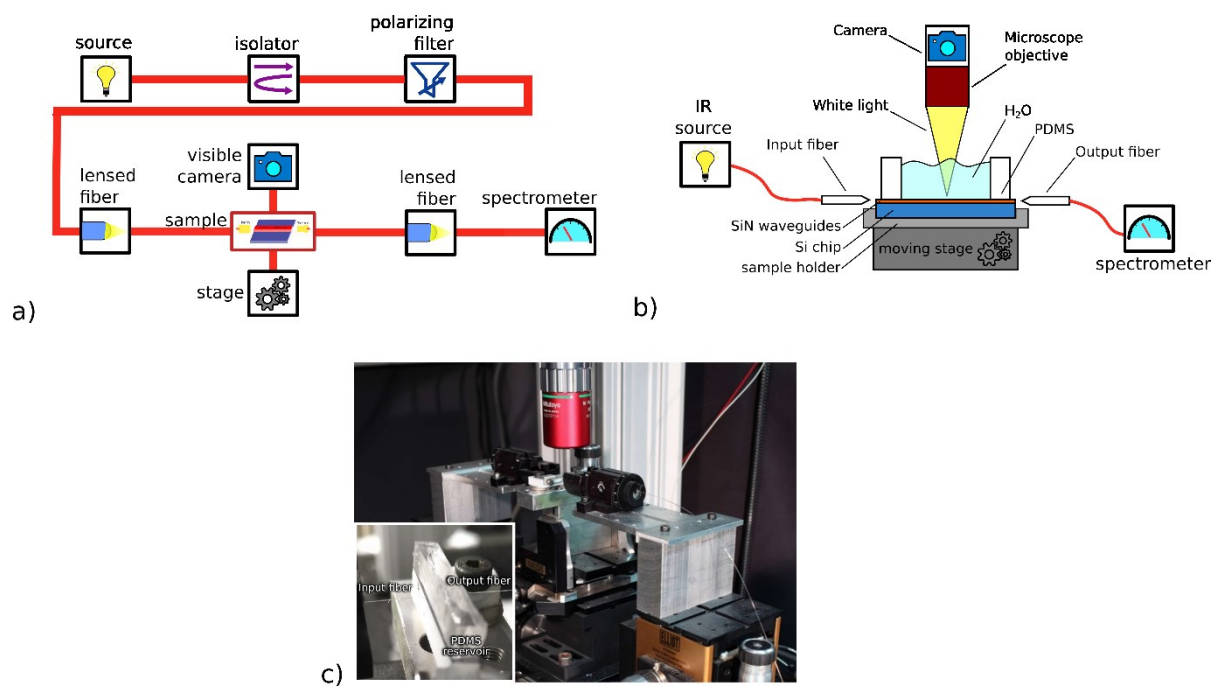 source
isolator
polarizing
filter
visible
camera
lensed
fiber
sample
lensed
fiber
spectrometer
stage
a)
Camera
Microscope
objective
White light
H₂O
PDMS
IR
source
Input fiber
Output fiber
SiN waveguides
Si chip
sample holder
moving stage
spectrometer
b)
Mitutoyo
Input fiber
Output fiber
PDMS
reservoir
ELLIOT
c)